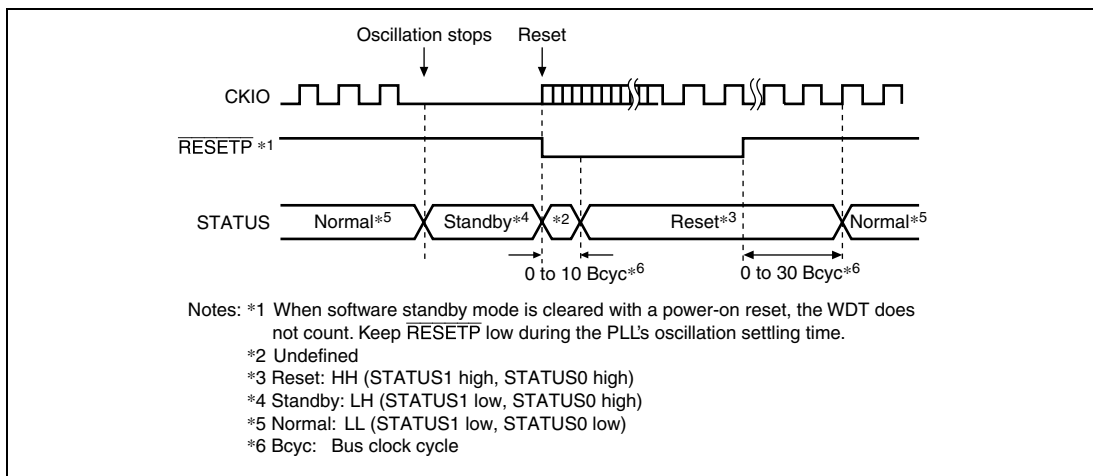 Oscillation stops Reset
CKIO
RESETP *1
STATUS Normal*5 Standby*4 *2 Reset*3 Normal*5
0 to 10 Bcyc*6 0 to 30 Bcyc*6
Notes: *1 When software standby mode is cleared with a power-on reset, the WDT does
not count. Keep RESETP low during the PLL's oscillation settling time.
*2 Undefined
*3 Reset: HH (STATUS1 high, STATUS0 high)
*4 Standby: LH (STATUS1 low, STATUS0 high)
*5 Normal: LL (STATUS1 low, STATUS0 low)
*6 Bcyc: Bus clock cycle